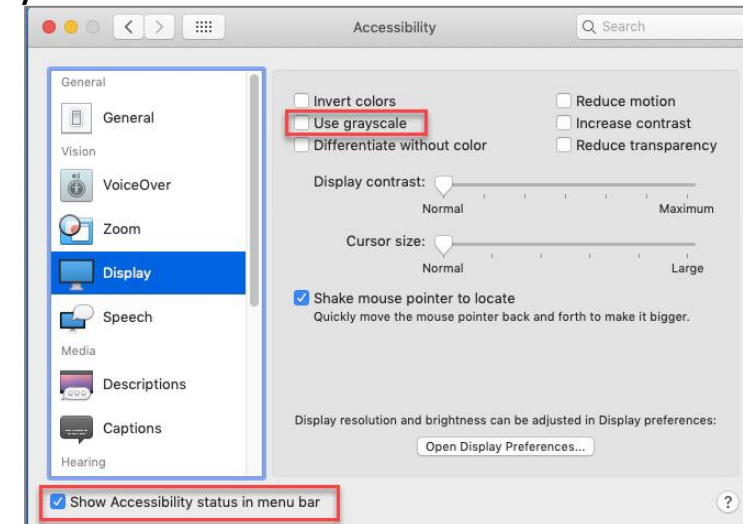 Accessibility
Search
General
General
Vision
VoiceOver
Zoom
Display
Speech
Media
Descriptions
Captions
Hearing
Invert colors
Use grayscale
Differentiate without color
Reduce motion
Increase contrast
Reduce transparency
Display contrast:
Normal Maximum
Cursor size:
Normal Large
Shake mouse pointer to locate
Quickly move the mouse pointer back and forth to make it bigger.
Display resolution and brightness can be adjusted in Display preferences:
Open Display Preferences...
Show Accessibility status in menu bar
?